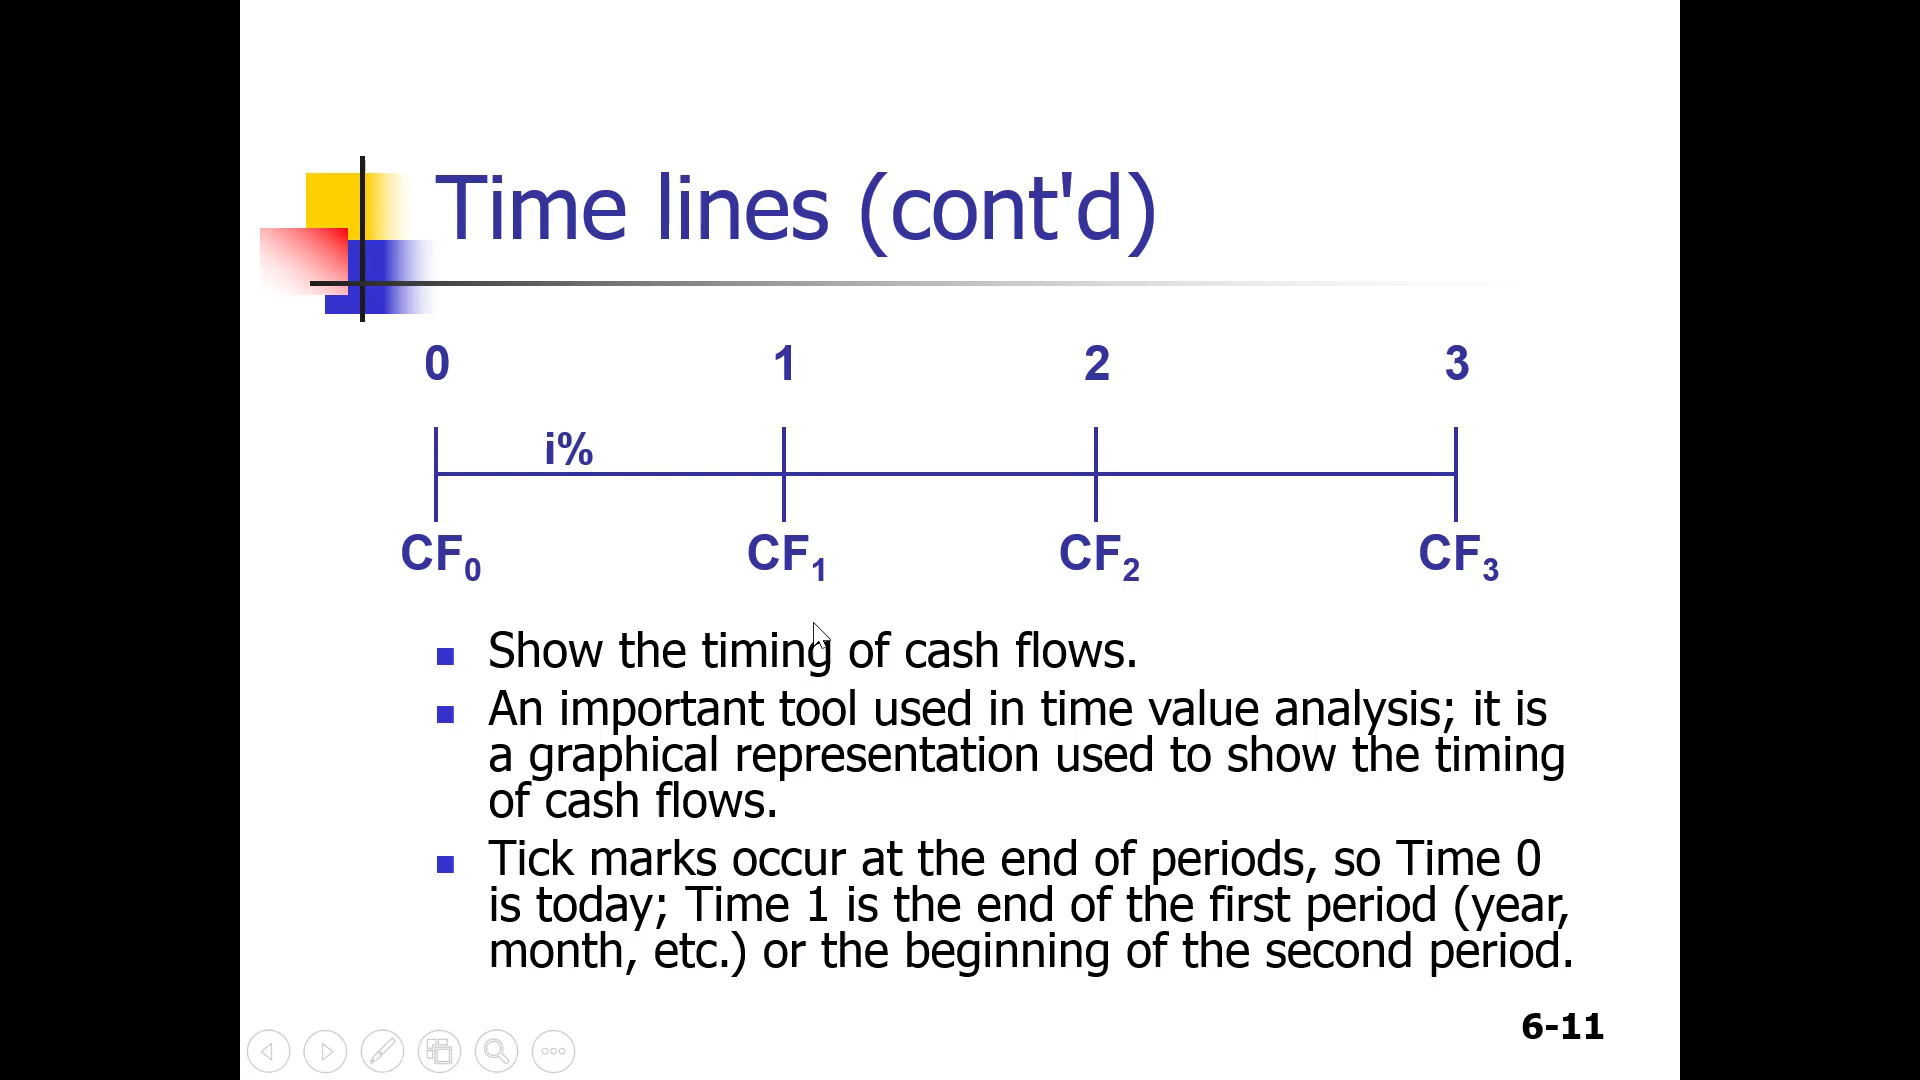 Time lines (cont'd)
0 1 2 3
i%
CF0 CF1 CF2 CF3
Show the timing of cash flows.
An important tool used in time value analysis; it is
a graphical representation used to show the timing
of cash flows.
Tick marks occur at the end of periods, so Time 0
is today; Time 1 is the end of the first period (year,
month, etc.) or the beginning of the second period.
6-11